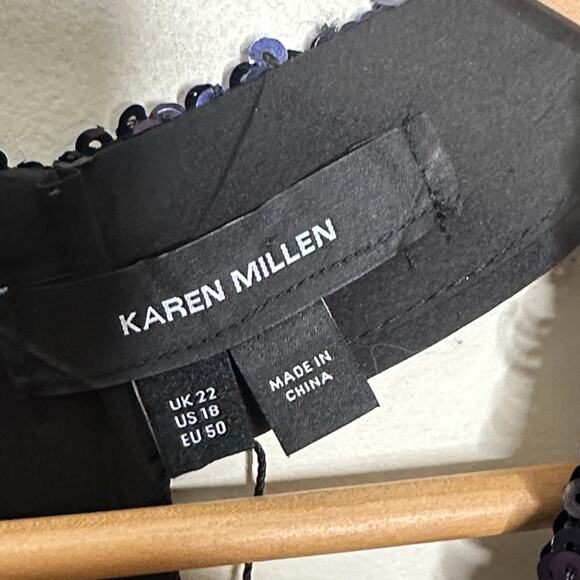 KAREN MILLEN
UK 22
US 18
EU 50
MADE IN
CHINA